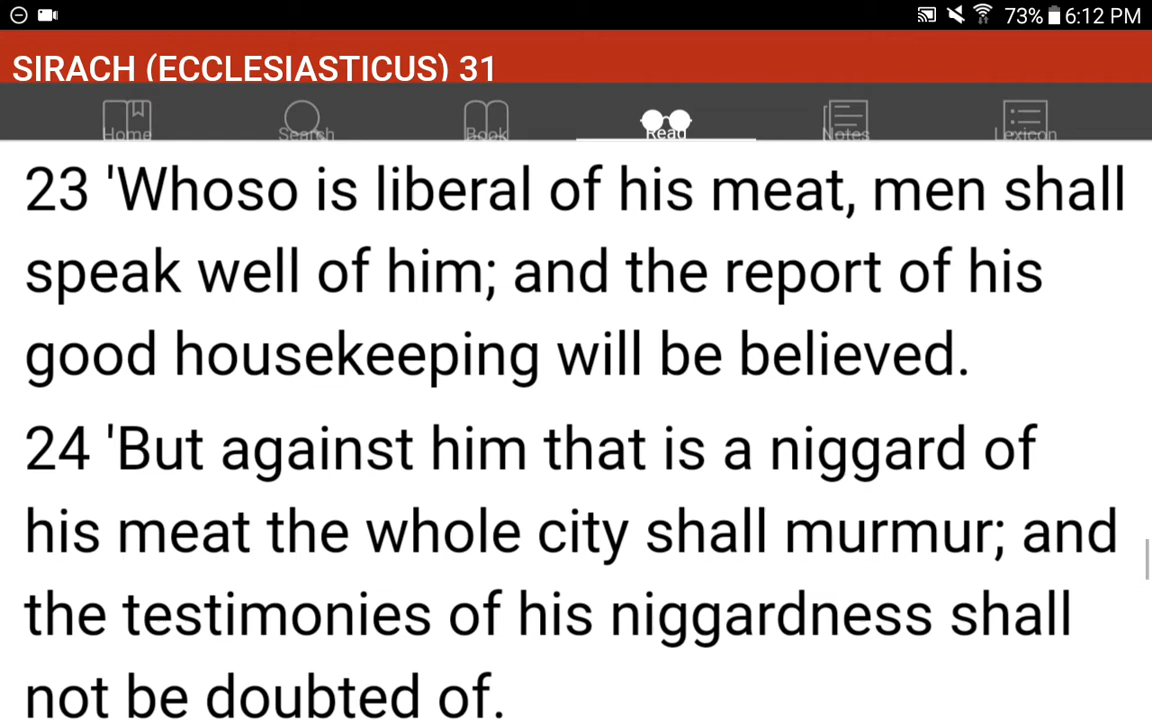 73% 6:12 PM
SIRACH (ECCLESIASTICUS) 31
Home Search Book Read Notes Lexicon
23 'Whoso is liberal of his meat, men shall
speak well of him; and the report of his
good housekeeping will be believed.
24 'But against him that is a niggard of
his meat the whole city shall murmur; and
the testimonies of his niggardness shall
not be doubted of.